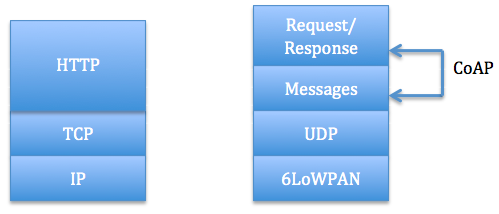 HTTP
TCP
IP
Request/
Response
Messages
UDP
6LoWPAN
CoAP